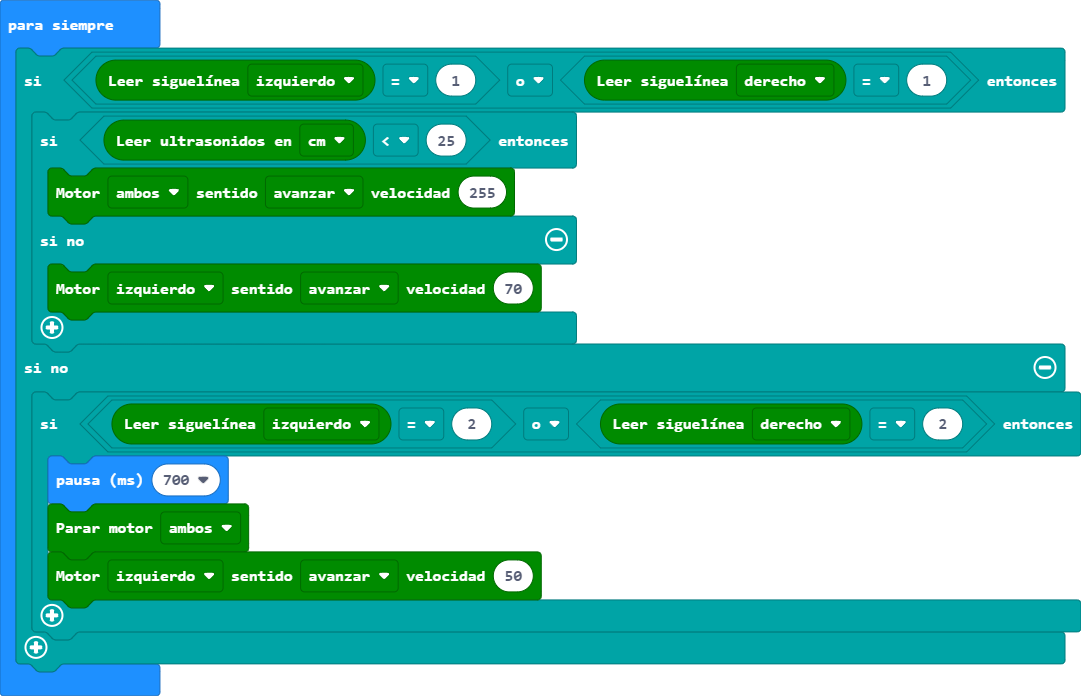 para siempre
si Leer siguelínea izquierdo = 1 o Leer siguelínea derecho = 1 entonces
si Leer ultrasonidos en cm < 25 entonces
Motor ambos sentido avanzar velocidad 255
si no
Motor izquierdo sentido avanzar velocidad 70
si no
si Leer siguelínea izquierdo = 2 o Leer siguelínea derecho = 2 entonces
pausa (ms) 700
Parar motor ambos
Motor izquierdo sentido avanzar velocidad 50